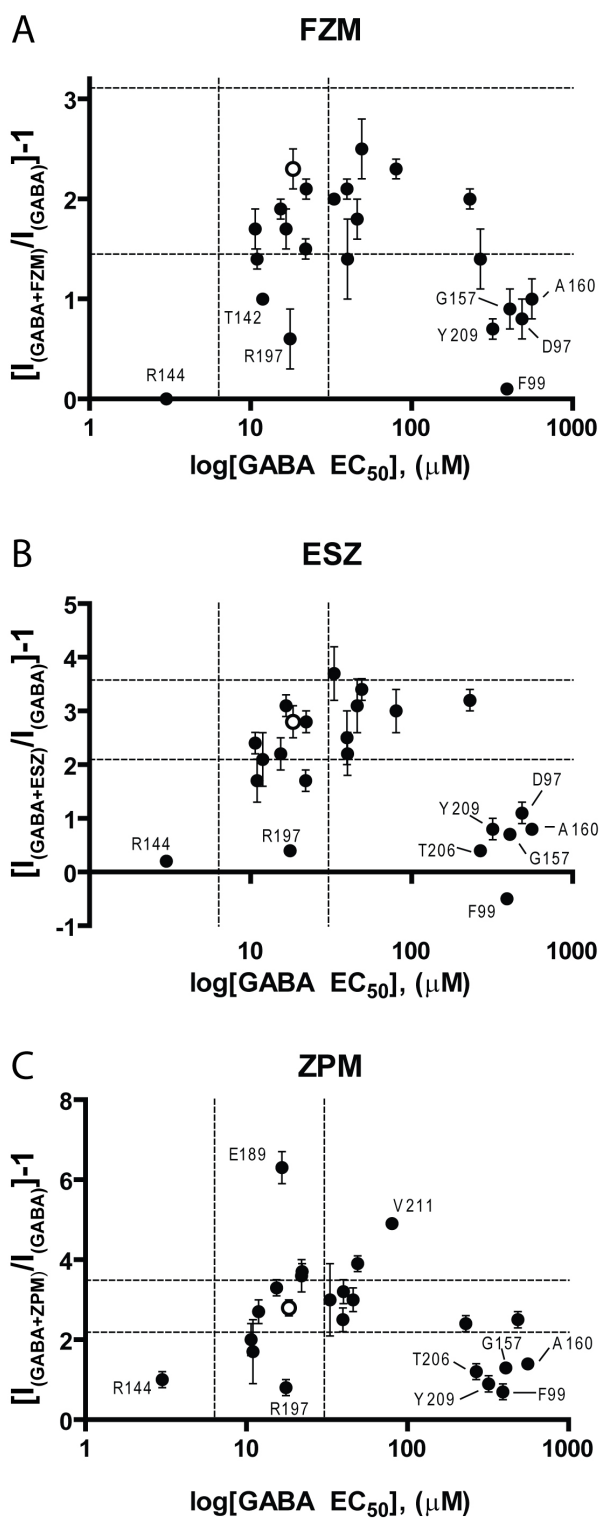 A
FZM
[I(GABA+FZM)/I(GABA)]-1
3
2
1
0
T142
R197
R144
G157
A160
Y209
D97
F99
1
10
100
1000
log[GABA EC50], (μM)
B
ESZ
[I(GABA+ESZ)/I(GABA)]-1
5
4
3
2
1
0
-1
R144
R197
D97
Y209
A160
T206
G157
F99
10
100
1000
log[GABA EC50], (μM)
C
ZPM
[I(GABA+ZPM)/I(GABA)]-1
8
6
4
2
0
E189
V211
R144
R197
G157
A160
T206
Y209
F99
1
10
100
1000
log[GABA EC50], (μM)